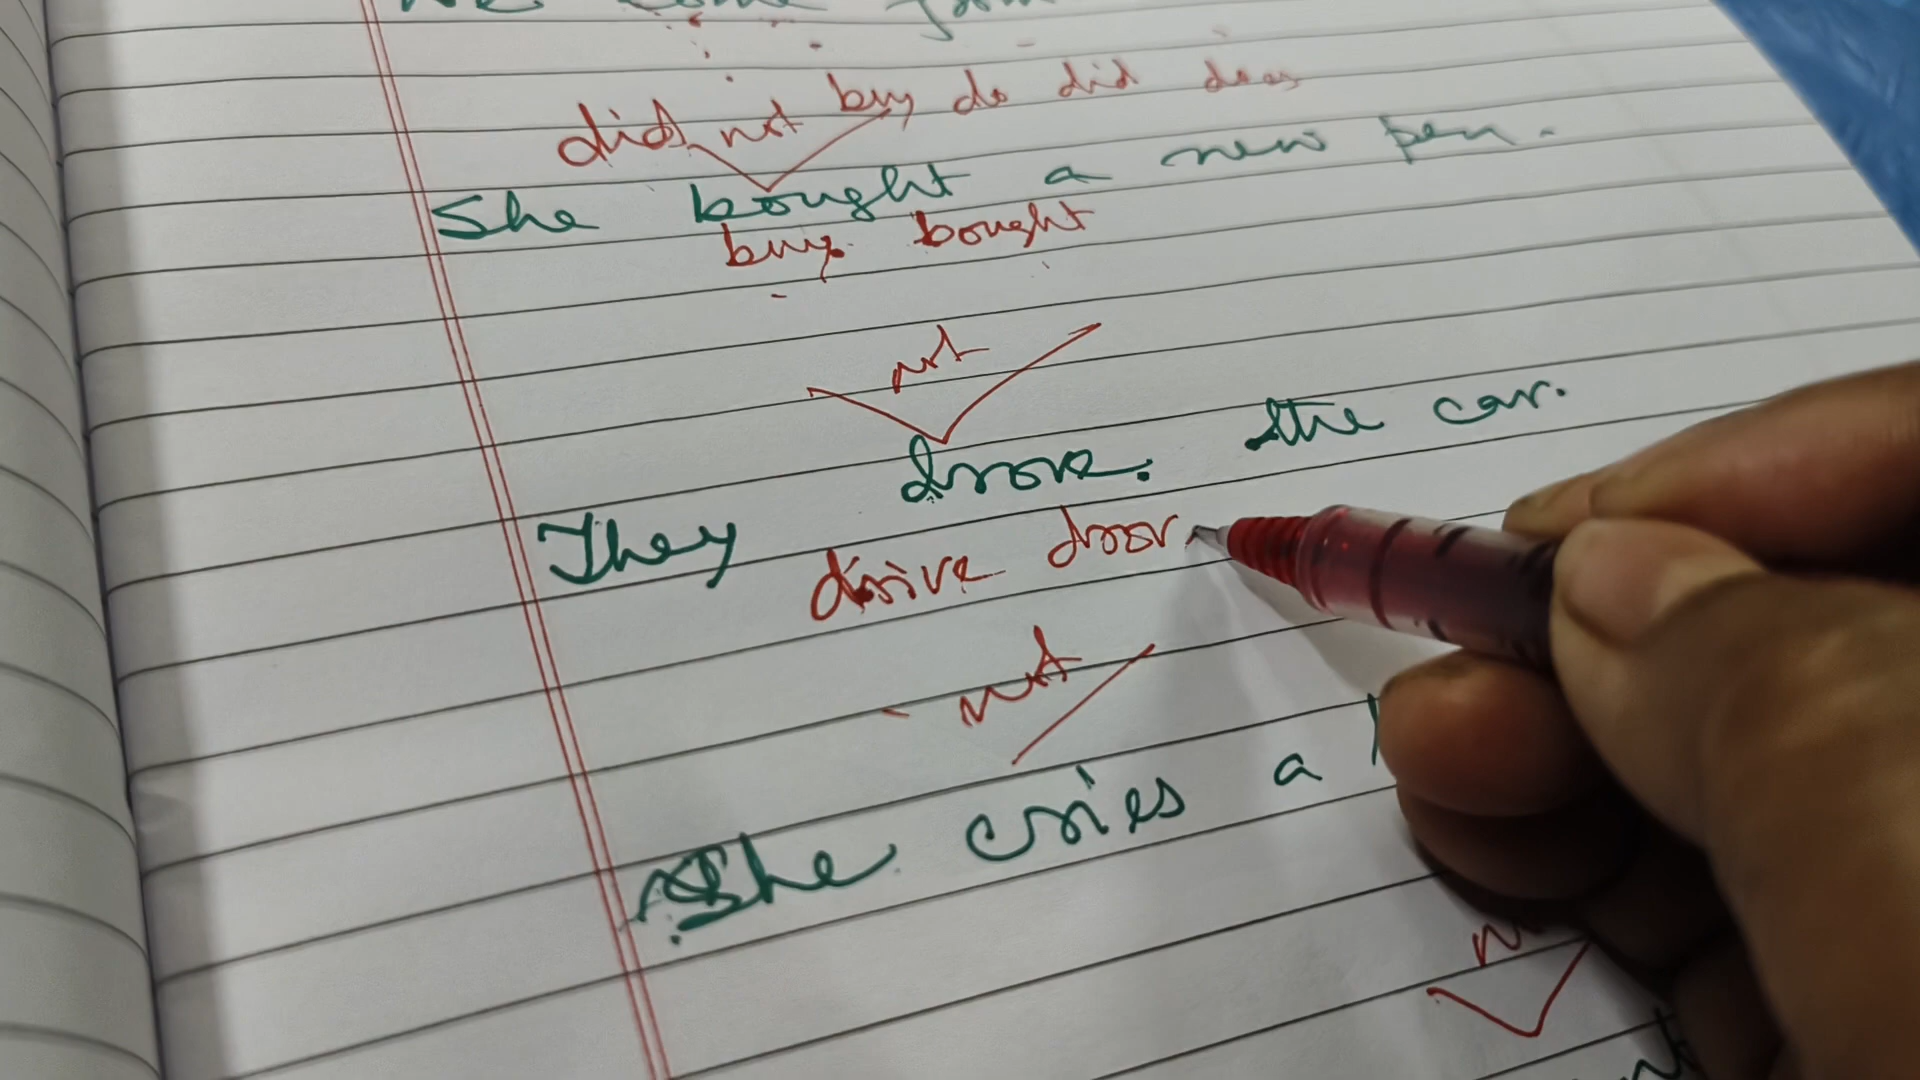 did not buy do did does
She bought a new pen.
buy bought
not
They drove. the car.
drive drov
not
She cries a